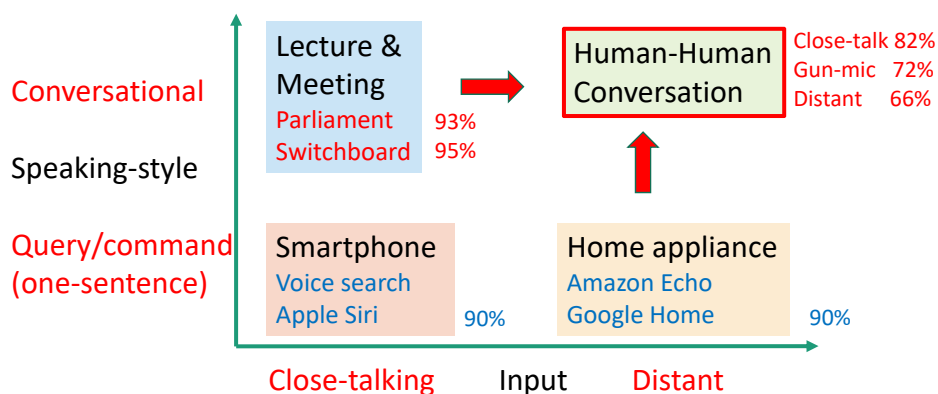 Conversational
Speaking-style
Query/command
(one-sentence)
Lecture &
Meeting
Parliament 93%
Switchboard 95%
Human-Human
Conversation
Close-talk 82%
Gun-mic 72%
Distant 66%
Smartphone
Voice search
Apple Siri 90%
Home appliance
Amazon Echo
Google Home 90%
Close-talking Input Distant